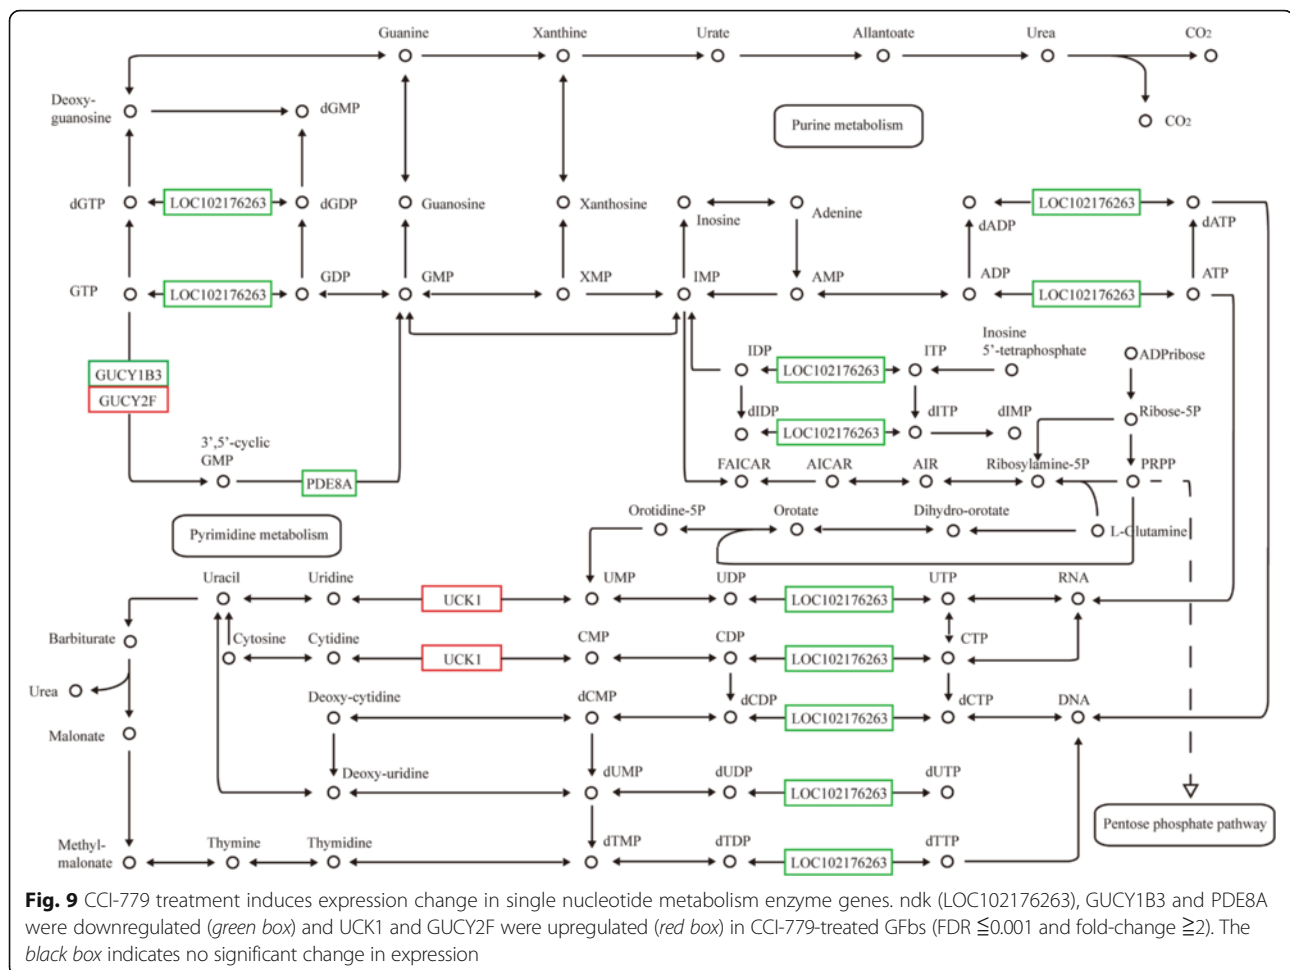 Guanine Xanthine Urate Allantoate Urea CO2
Deoxy-
guanosine
dGMP
CO2
Purine metabolism
dGTP LOC102176263 dGDP Guanosine Xanthosine Inosine Adenine dADP LOC102176263 dATP
GTP LOC102176263 GDP GMP XMP IMP AMP ADP LOC102176263 ATP
GUCY1B3
GUCY2F
IDP LOC102176263 ITP
Inosine
5'-tetraphosphate
ADPribose
dIDP LOC102176263 dITP dIMP Ribose-5P
3',5'-cyclic
GMP
PDE8A
FAICAR AICAR AIR Ribosylamine-5P PRPP
Pyrimidine metabolism
Orotidine-5P Orotate Dihydro-orotate L-Glutamine
Uracil Uridine UCK1 UMP UDP LOC102176263 UTP RNA
Barbiturate Cytosine Cytidine UCK1 CMP CDP LOC102176263 CTP
Urea
Deoxy-cytidine dCMP dCDP LOC102176263 dCTP DNA
Malonate
Deoxy-uridine dUMP dUDP LOC102176263 dUTP
Pentose phosphate pathway
Methyl-
malonate
Thymine Thymidine dTMP dTDP LOC102176263 dTTP
Fig. 9 CCI-779 treatment induces expression change in single nucleotide metabolism enzyme genes. ndk (LOC102176263), GUCY1B3 and PDE8A
were downregulated (green box) and UCK1 and GUCY2F were upregulated (red box) in CCI-779-treated GFbs (FDR ≦0.001 and fold-change ≧2). The
black box indicates no significant change in expression